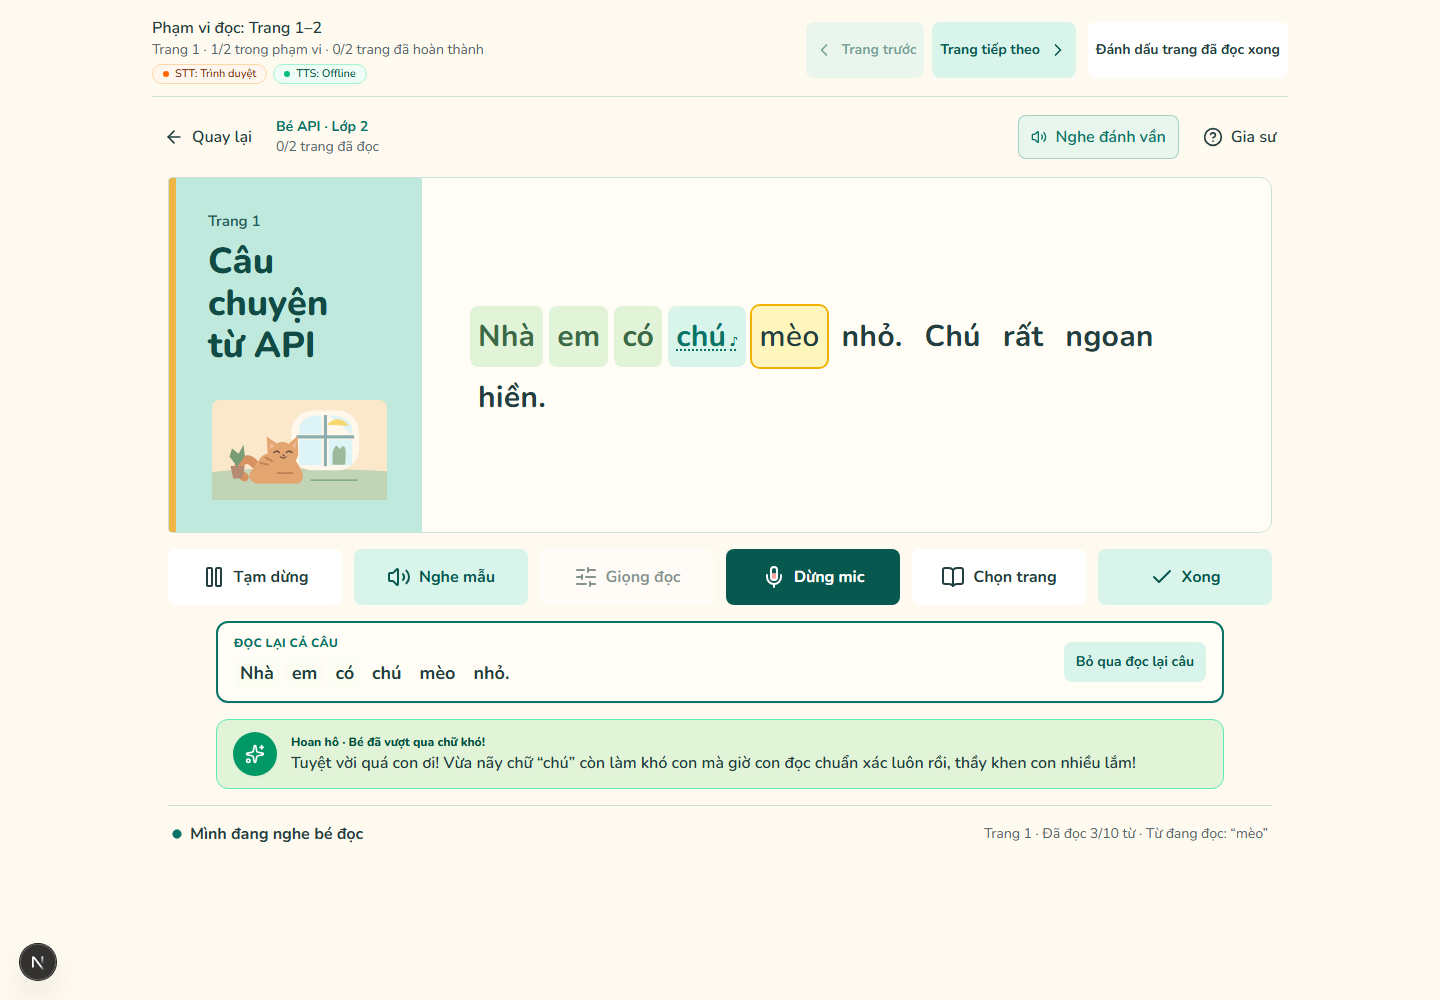 Phạm vi đọc: Trang 1–2
Trang 1 · 1/2 trong phạm vi · 0/2 trang đã hoàn thành
STT: Trình duyệt
TTS: Offline
Trang trước
Trang tiếp theo
Đánh dấu trang đã đọc xong
Quay lại
Bé API · Lớp 2
0/2 trang đã đọc
Nghe đánh vần
Gia sư
Trang 1
Câu
chuyện
từ API
Nhà em có chú♪ mèo nhỏ. Chú rất ngoan
hiền.
Tạm dừng
Nghe mẫu
Giọng đọc
Dừng mic
Chọn trang
Xong
ĐỌC LẠI CẢ CÂU
Nhà em có chú mèo nhỏ.
Bỏ qua đọc lại câu
Hoan hô · Bé đã vượt qua chữ khó!
Tuyệt vời quá con ơi! Vừa nãy chữ “chú” còn làm khó con mà giờ con đọc chuẩn xác luôn rồi, thầy khen con nhiều lắm!
Mình đang nghe bé đọc
Trang 1 · Đã đọc 3/10 từ · Từ đang đọc: “mèo”
N